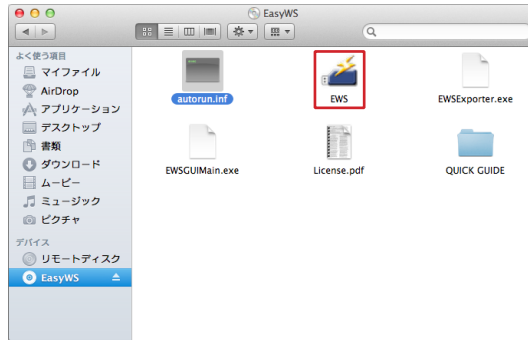 EasyWS
よく使う項目
マイファイル
AirDrop
アプリケーション
デスクトップ
書類
ダウンロード
ムービー
ミュージック
ピクチャ
デバイス
リモートディスク
EasyWS
autorun.inf
EWS
EWSExporter.exe
EWSGUIMain.exe
License.pdf
QUICK GUIDE